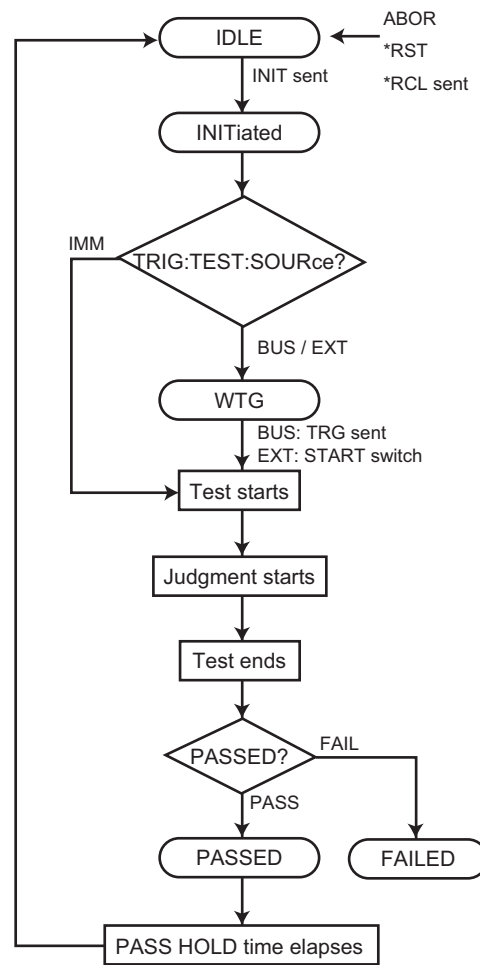 IDLE
ABOR
*RST
*RCL sent
INIT sent
INITiated
IMM
TRIG:TEST:SOURce?
BUS / EXT
WTG
BUS: TRG sent
EXT: START switch
Test starts
Judgment starts
Test ends
PASSED?
FAIL
PASS
PASSED
FAILED
PASS HOLD time elapses